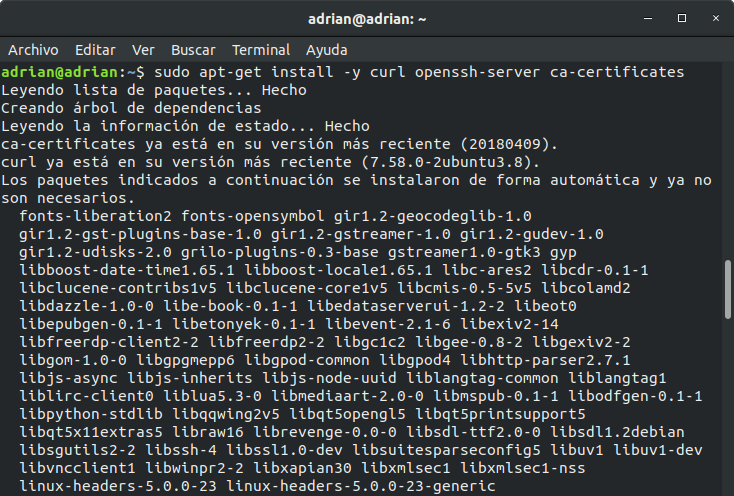 adrian@adrian: ~
Archivo Editar Ver Buscar Terminal Ayuda
adrian@adrian:~$ sudo apt-get install -y curl openssh-server ca-certificates
Leyendo lista de paquetes... Hecho
Creando árbol de dependencias
Leyendo la información de estado... Hecho
ca-certificates ya está en su versión más reciente (20180409).
curl ya está en su versión más reciente (7.58.0-2ubuntu3.8).
Los paquetes indicados a continuación se instalaron de forma automática y ya no
son necesarios.
  fonts-liberation2 fonts-opensymbol gir1.2-geocodeglib-1.0
  gir1.2-gst-plugins-base-1.0 gir1.2-gstreamer-1.0 gir1.2-gudev-1.0
  gir1.2-udisks-2.0 grilo-plugins-0.3-base gstreamer1.0-gtk3 gyp
  libboost-date-time1.65.1 libboost-locale1.65.1 libc-ares2 libcdr-0.1-1
  libclucene-contribs1v5 libclucene-core1v5 libcmis-0.5-5v5 libcolamd2
  libdazzle-1.0-0 libe-book-0.1-1 libedataserverui-1.2-2 libeot0
  libepubgen-0.1-1 libetonyek-0.1-1 libevent-2.1-6 libexiv2-14
  libfreerdp-client2-2 libfreerdp2-2 libgc1c2 libgee-0.8-2 libgexiv2-2
  libgom-1.0-0 libgpgmepp6 libgpod-common libgpod4 libhttp-parser2.7.1
  libjs-async libjs-inherits libjs-node-uuid liblangtag-common liblangtag1
  liblirc-client0 liblua5.3-0 libmediaart-2.0-0 libmspub-0.1-1 libodfgen-0.1-1
  libpython-stdlib libqqwing2v5 libqt5opengl5 libqt5printsupport5
  libqt5x11extras5 libraw16 librevenge-0.0-0 libsdl-ttf2.0-0 libsdl1.2debian
  libsgutils2-2 libssh-4 libssl1.0-dev libsuitesparseconfig5 libuv1 libuv1-dev
  libvncclient1 libwinpr2-2 libxapian30 libxmlsec1 libxmlsec1-nss
  linux-headers-5.0.0-23 linux-headers-5.0.0-23-generic